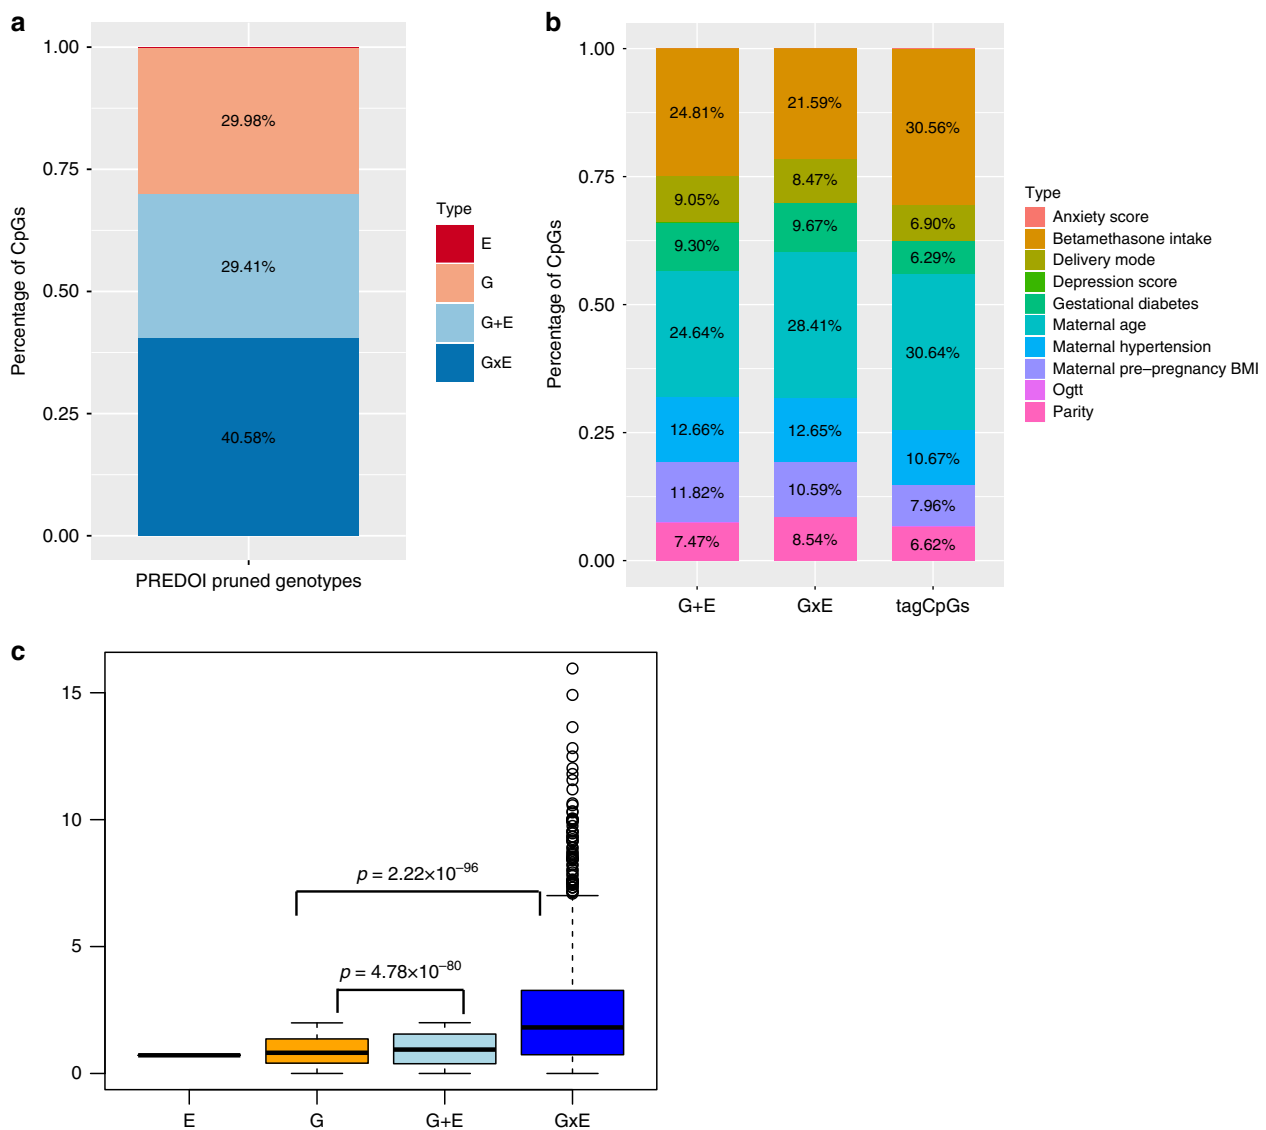 a
1.00
0.75
0.50
0.25
0.00
Percentage of CpGs
29.98%
29.41%
40.58%
PREDOI pruned genotypes
Type
E
G
G+E
GxE
b
1.00
0.75
0.50
0.25
0.00
Percentage of CpGs
24.81%
9.05%
9.30%
24.64%
12.66%
11.82%
7.47%
21.59%
8.47%
9.67%
28.41%
12.65%
10.59%
8.54%
30.56%
6.90%
6.29%
30.64%
10.67%
7.96%
6.62%
G+E
GxE
tagCpGs
Type
Anxiety score
Betamethasone intake
Delivery mode
Depression score
Gestational diabetes
Maternal age
Maternal hypertension
Maternal pre–pregnancy BMI
Ogtt
Parity
c
15
10
5
0
p = 2.22×10⁻⁹⁶
p = 4.78×10⁻⁸⁰
E
G
G+E
GxE